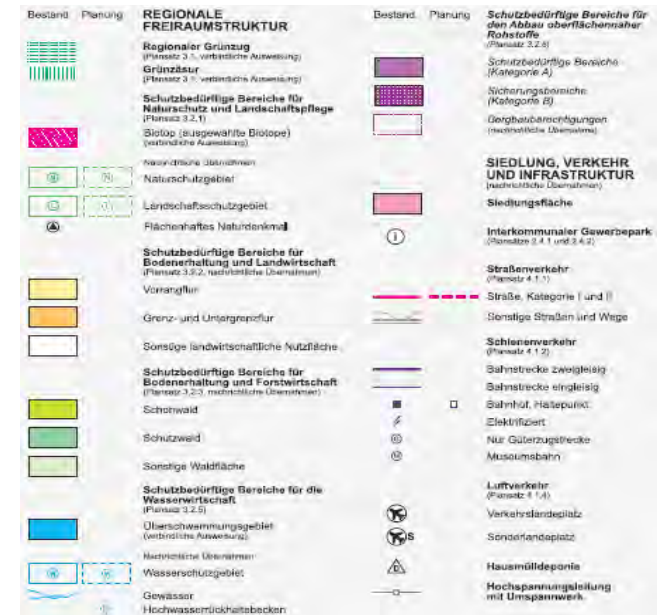 Bestand Planung
REGIONALE
FREIRAUMSTRUKTUR
Regionaler Grünzug
(Plansatz 3.1, verbindliche Ausweisung)
Grünzäsur
(Plansatz 3.1, verbindliche Ausweisung)
Schutzbedürftige Bereiche für
Naturschutz und Landschaftspflege
(Plansatz 3.2.1)
Biotop (ausgewählte Biotope)
(verbindliche Ausweisung)
Nachrichtliche Übernahmen
N N
Naturschutzgebiet
L L
Landschaftsschutzgebiet
Flächenhaftes Naturdenkmal
Schutzbedürftige Bereiche für
Bodenerhaltung und Landwirtschaft
(Plansatz 3.2.2, nachrichtliche Übernahmen)
Vorrangflur
Grenz- und Untergrenzflur
Sonstige landwirtschaftliche Nutzfläche
Schutzbedürftige Bereiche für
Bodenerhaltung und Forstwirtschaft
(Plansatz 3.2.3, nachrichtliche Übernahmen)
Schonwald
Schutzwald
Sonstige Waldfläche
Schutzbedürftige Bereiche für die
Wasserwirtschaft
(Plansatz 3.2.5)
Überschwemmungsgebiet
(verbindliche Ausweisung)
Nachrichtliche Übernahmen
W W
Wasserschutzgebiet
Gewässer
Hochwasserrückhaltebecken
Bestand Planung
Schutzbedürftige Bereiche für
den Abbau oberflächennaher
Rohstoffe
(Plansatz 3.2.6)
Schutzbedürftige Bereiche
(Kategorie A)
Sicherungsbereiche
(Kategorie B)
Bergbauberechtigungen
(nachrichtliche Übernahme)
SIEDLUNG, VERKEHR
UND INFRASTRUKTUR
(nachrichtliche Übernahmen)
Siedlungsfläche
i
Interkommunaler Gewerbepark
(Plansätze 2.4.1 und 2.4.2)
Straßenverkehr
(Plansatz 4.1.1)
Straße, Kategorie I und II
Sonstige Straßen und Wege
Schienenverkehr
(Plansatz 4.1.2)
Bahnstrecke zweigleisig
Bahnstrecke eingleisig
Bahnhof, Haltepunkt
Elektrifiziert
G
Nur Güterzugstrecke
M
Museumsbahn
Luftverkehr
(Plansatz 4.1.4)
Verkehrslandeplatz
S
Sonderlandeplatz
Hausmülldeponie
Hochspannungsleitung
mit Umspannwerk